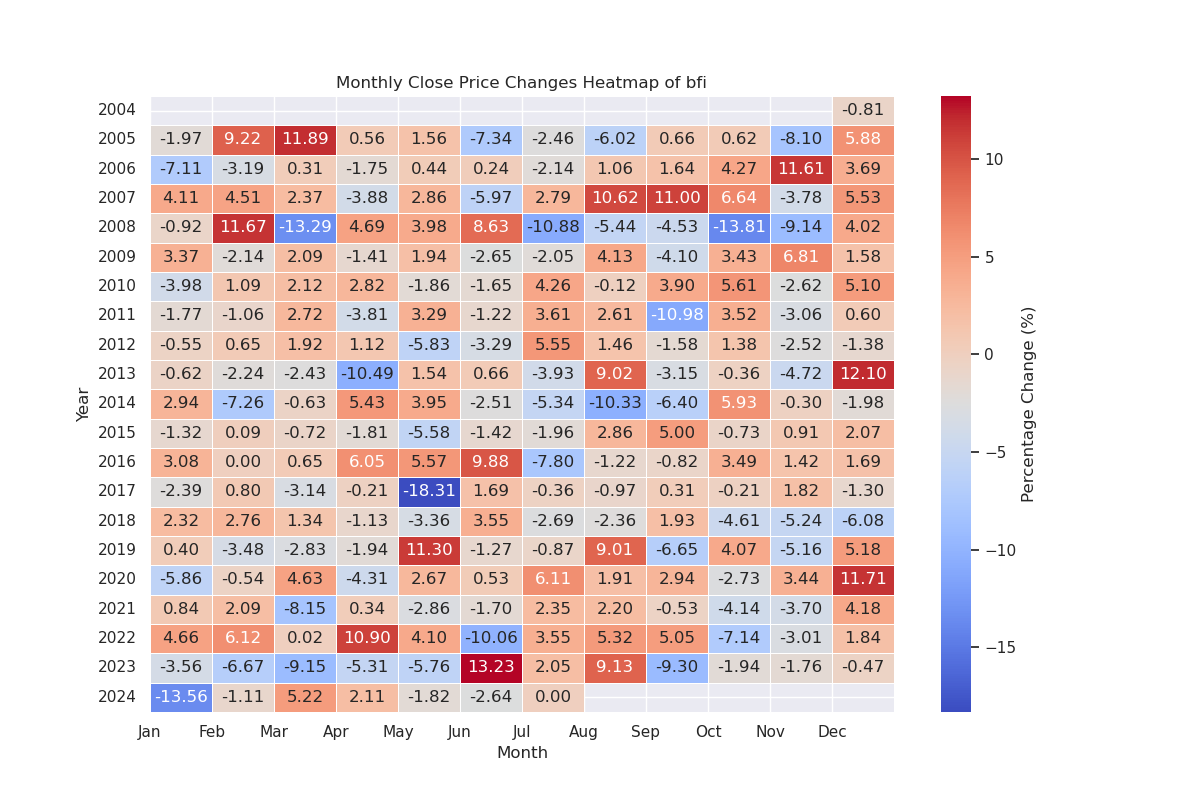 Monthly Close Price Changes Heatmap of bfi
2004 -0.81
2005 -1.97 9.22 11.89 0.56 1.56 -7.34 -2.46 -6.02 0.66 0.62 -8.10 5.88
2006 -7.11 -3.19 0.31 -1.75 0.44 0.24 -2.14 1.06 1.64 4.27 11.61 3.69
2007 4.11 4.51 2.37 -3.88 2.86 -5.97 2.79 10.62 11.00 6.64 -3.78 5.53
2008 -0.92 11.67 -13.29 4.69 3.98 8.63 -10.88 -5.44 -4.53 -13.81 -9.14 4.02
2009 3.37 -2.14 2.09 -1.41 1.94 -2.65 -2.05 4.13 -4.10 3.43 6.81 1.58
2010 -3.98 1.09 2.12 2.82 -1.86 -1.65 4.26 -0.12 3.90 5.61 -2.62 5.10
2011 -1.77 -1.06 2.72 -3.81 3.29 -1.22 3.61 2.61 -10.98 3.52 -3.06 0.60
2012 -0.55 0.65 1.92 1.12 -5.83 -3.29 5.55 1.46 -1.58 1.38 -2.52 -1.38
2013 -0.62 -2.24 -2.43 -10.49 1.54 0.66 -3.93 9.02 -3.15 -0.36 -4.72 12.10
2014 2.94 -7.26 -0.63 5.43 3.95 -2.51 -5.34 -10.33 -6.40 5.93 -0.30 -1.98
2015 -1.32 0.09 -0.72 -1.81 -5.58 -1.42 -1.96 2.86 5.00 -0.73 0.91 2.07
2016 3.08 0.00 0.65 6.05 5.57 9.88 -7.80 -1.22 -0.82 3.49 1.42 1.69
2017 -2.39 0.80 -3.14 -0.21 -18.31 1.69 -0.36 -0.97 0.31 -0.21 1.82 -1.30
2018 2.32 2.76 1.34 -1.13 -3.36 3.55 -2.69 -2.36 1.93 -4.61 -5.24 -6.08
2019 0.40 -3.48 -2.83 -1.94 11.30 -1.27 -0.87 9.01 -6.65 4.07 -5.16 5.18
2020 -5.86 -0.54 4.63 -4.31 2.67 0.53 6.11 1.91 2.94 -2.73 3.44 11.71
2021 0.84 2.09 -8.15 0.34 -2.86 -1.70 2.35 2.20 -0.53 -4.14 -3.70 4.18
2022 4.66 6.12 0.02 10.90 4.10 -10.06 3.55 5.32 5.05 -7.14 -3.01 1.84
2023 -3.56 -6.67 -9.15 -5.31 -5.76 13.23 2.05 9.13 -9.30 -1.94 -1.76 -0.47
2024 -13.56 -1.11 5.22 2.11 -1.82 -2.64 0.00
Jan Feb Mar Apr May Jun Jul Aug Sep Oct Nov Dec
Month
Year
10
5
0
−5
−10
−15
Percentage Change (%)